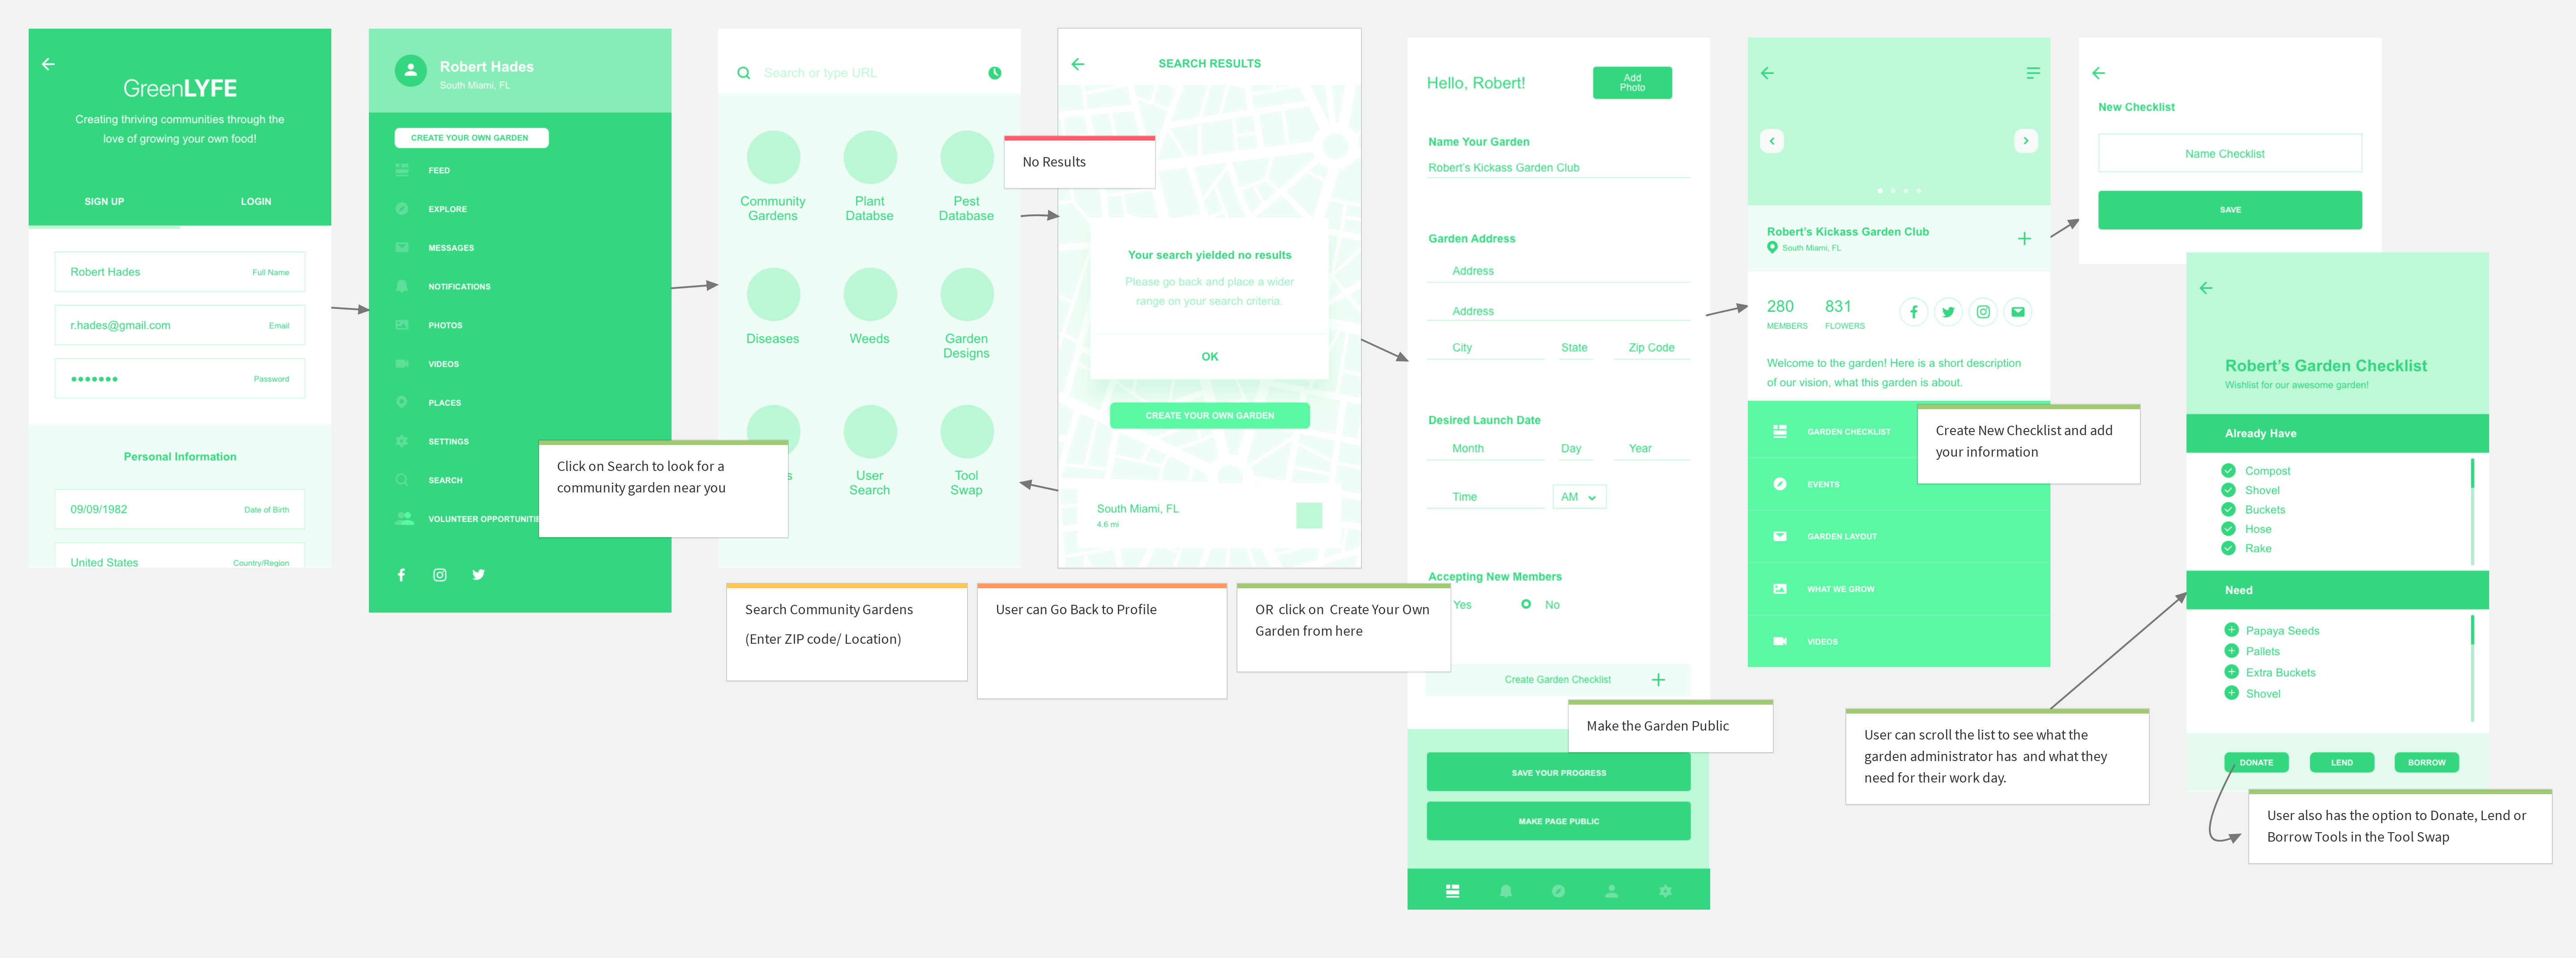 GreenLYFE
Creating thriving communities through the
love of growing your own food!
SIGN UP
LOGIN
Robert Hades
Full Name
r.hades@gmail.com
Email
Password
Personal Information
09/09/1982
Date of Birth
United States
Country/Region
Robert Hades
South Miami, FL
CREATE YOUR OWN GARDEN
FEED
EXPLORE
MESSAGES
NOTIFICATIONS
PHOTOS
VIDEOS
PLACES
SETTINGS
SEARCH
VOLUNTEER OPPORTUNITIE
Click on Search to look for a
community garden near you
Search or type URL
Community
Gardens
Plant
Databse
Pest
Database
Diseases
Weeds
Garden
Designs
s
User
Search
Tool
Swap
Search Community Gardens
(Enter ZIP code/ Location)
No Results
SEARCH RESULTS
Your search yielded no results
Please go back and place a wider
range on your search criteria.
OK
CREATE YOUR OWN GARDEN
South Miami, FL
4.6 mi
User can Go Back to Profile
OR click on Create Your Own
Garden from here
Hello, Robert!
Add
Photo
Name Your Garden
Robert's Kickass Garden Club
Garden Address
Address
Address
City
State
Zip Code
Desired Launch Date
Month
Day
Year
Time
AM
Accepting New Members
Yes
No
Create Garden Checklist
Make the Garden Public
SAVE YOUR PROGRESS
MAKE PAGE PUBLIC
Robert's Kickass Garden Club
South Miami, FL
280
MEMBERS
831
FLOWERS
Welcome to the garden! Here is a short description
of our vision, what this garden is about.
GARDEN CHECKLIST
EVENTS
GARDEN LAYOUT
WHAT WE GROW
VIDEOS
Create New Checklist and add
your information
User can scroll the list to see what the
garden administrator has and what they
need for their work day.
New Checklist
Name Checklist
SAVE
Robert's Garden Checklist
Wishlist for our awesome garden!
Already Have
Compost
Shovel
Buckets
Hose
Rake
Need
Papaya Seeds
Pallets
Extra Buckets
Shovel
DONATE
LEND
BORROW
User also has the option to Donate, Lend or
Borrow Tools in the Tool Swap